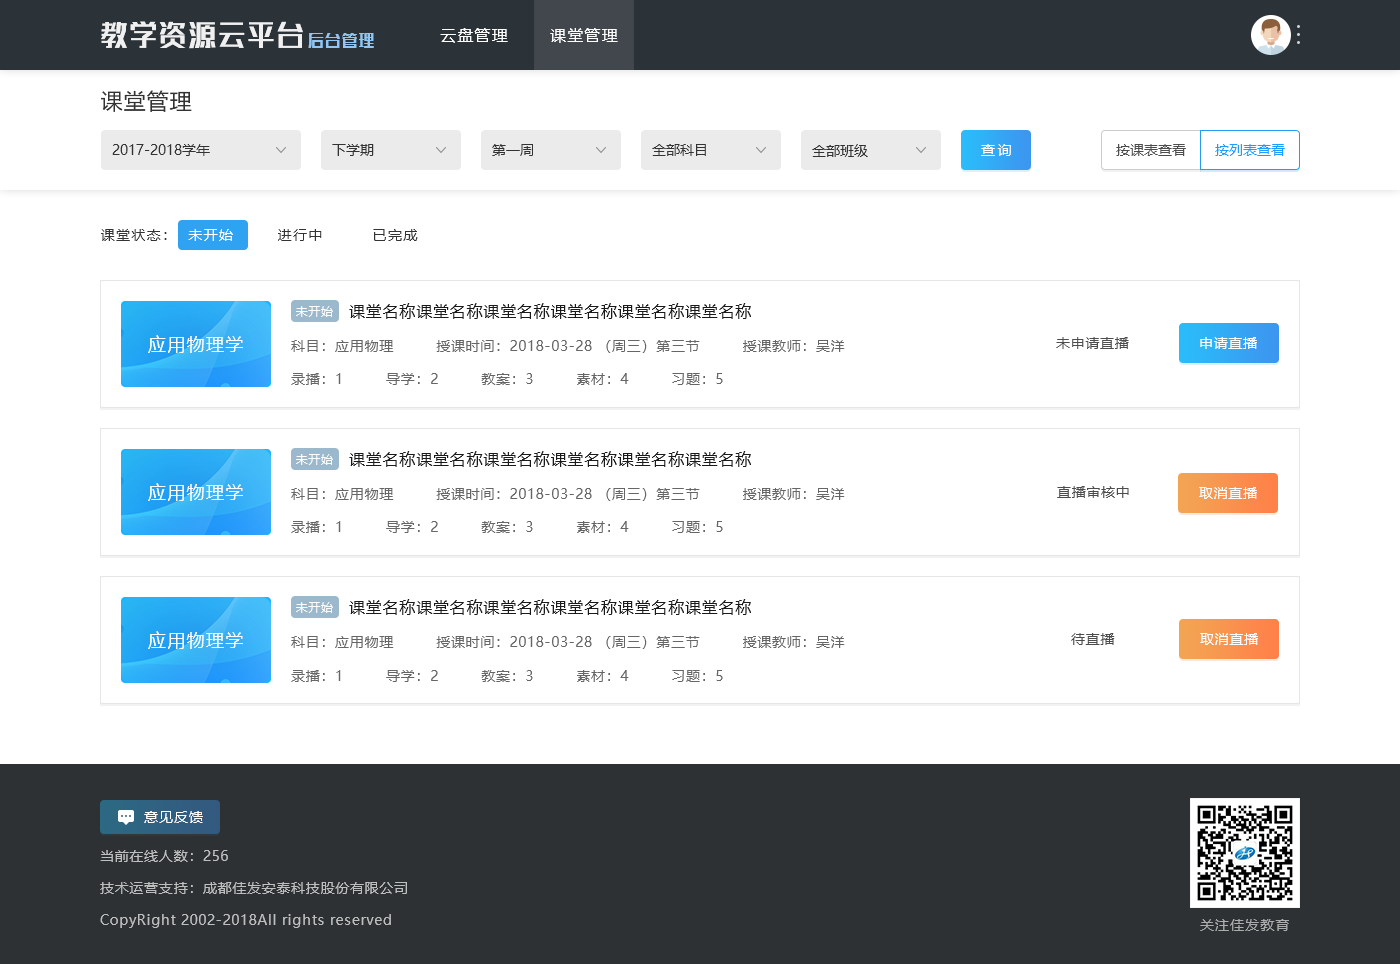 教学资源云平台 后台管理 云盘管理 课堂管理
课堂管理
2017-2018学年 下学期 第一周 全部科目 全部班级 查询 按课表查看 按列表查看
课堂状态： 未开始 进行中 已完成
应用物理学
未开始 课堂名称课堂名称课堂名称课堂名称课堂名称课堂名称
科目：应用物理 授课时间：2018-03-28 （周三）第三节 授课教师：吴洋
录播：1 导学：2 教案：3 素材：4 习题：5
未申请直播 申请直播
应用物理学
未开始 课堂名称课堂名称课堂名称课堂名称课堂名称课堂名称
科目：应用物理 授课时间：2018-03-28 （周三）第三节 授课教师：吴洋
录播：1 导学：2 教案：3 素材：4 习题：5
直播审核中 取消直播
应用物理学
未开始 课堂名称课堂名称课堂名称课堂名称课堂名称课堂名称
科目：应用物理 授课时间：2018-03-28 （周三）第三节 授课教师：吴洋
录播：1 导学：2 教案：3 素材：4 习题：5
待直播 取消直播
意见反馈
当前在线人数：256
技术运营支持：成都佳发安泰科技股份有限公司
CopyRight 2002-2018All rights reserved
关注佳发教育